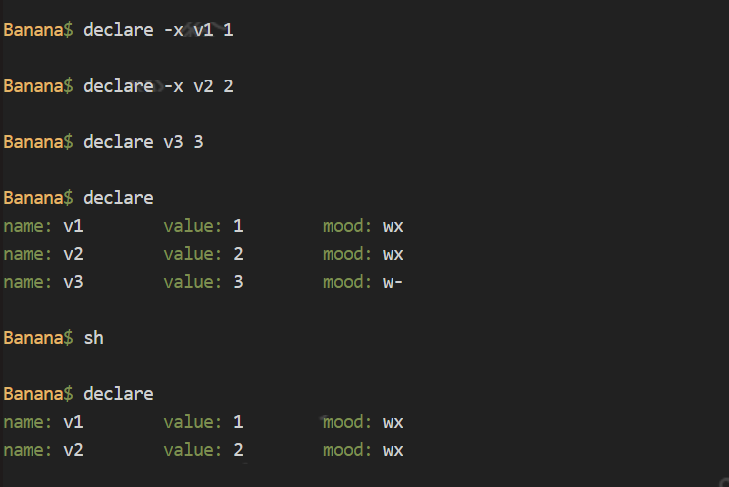 Banana$ declare -x v1 1
Banana$ declare -x v2 2
Banana$ declare v3 3
Banana$ declare
name: v1 value: 1 mood: wx
name: v2 value: 2 mood: wx
name: v3 value: 3 mood: w-
Banana$ sh
Banana$ declare
name: v1 value: 1 mood: wx
name: v2 value: 2 mood: wx